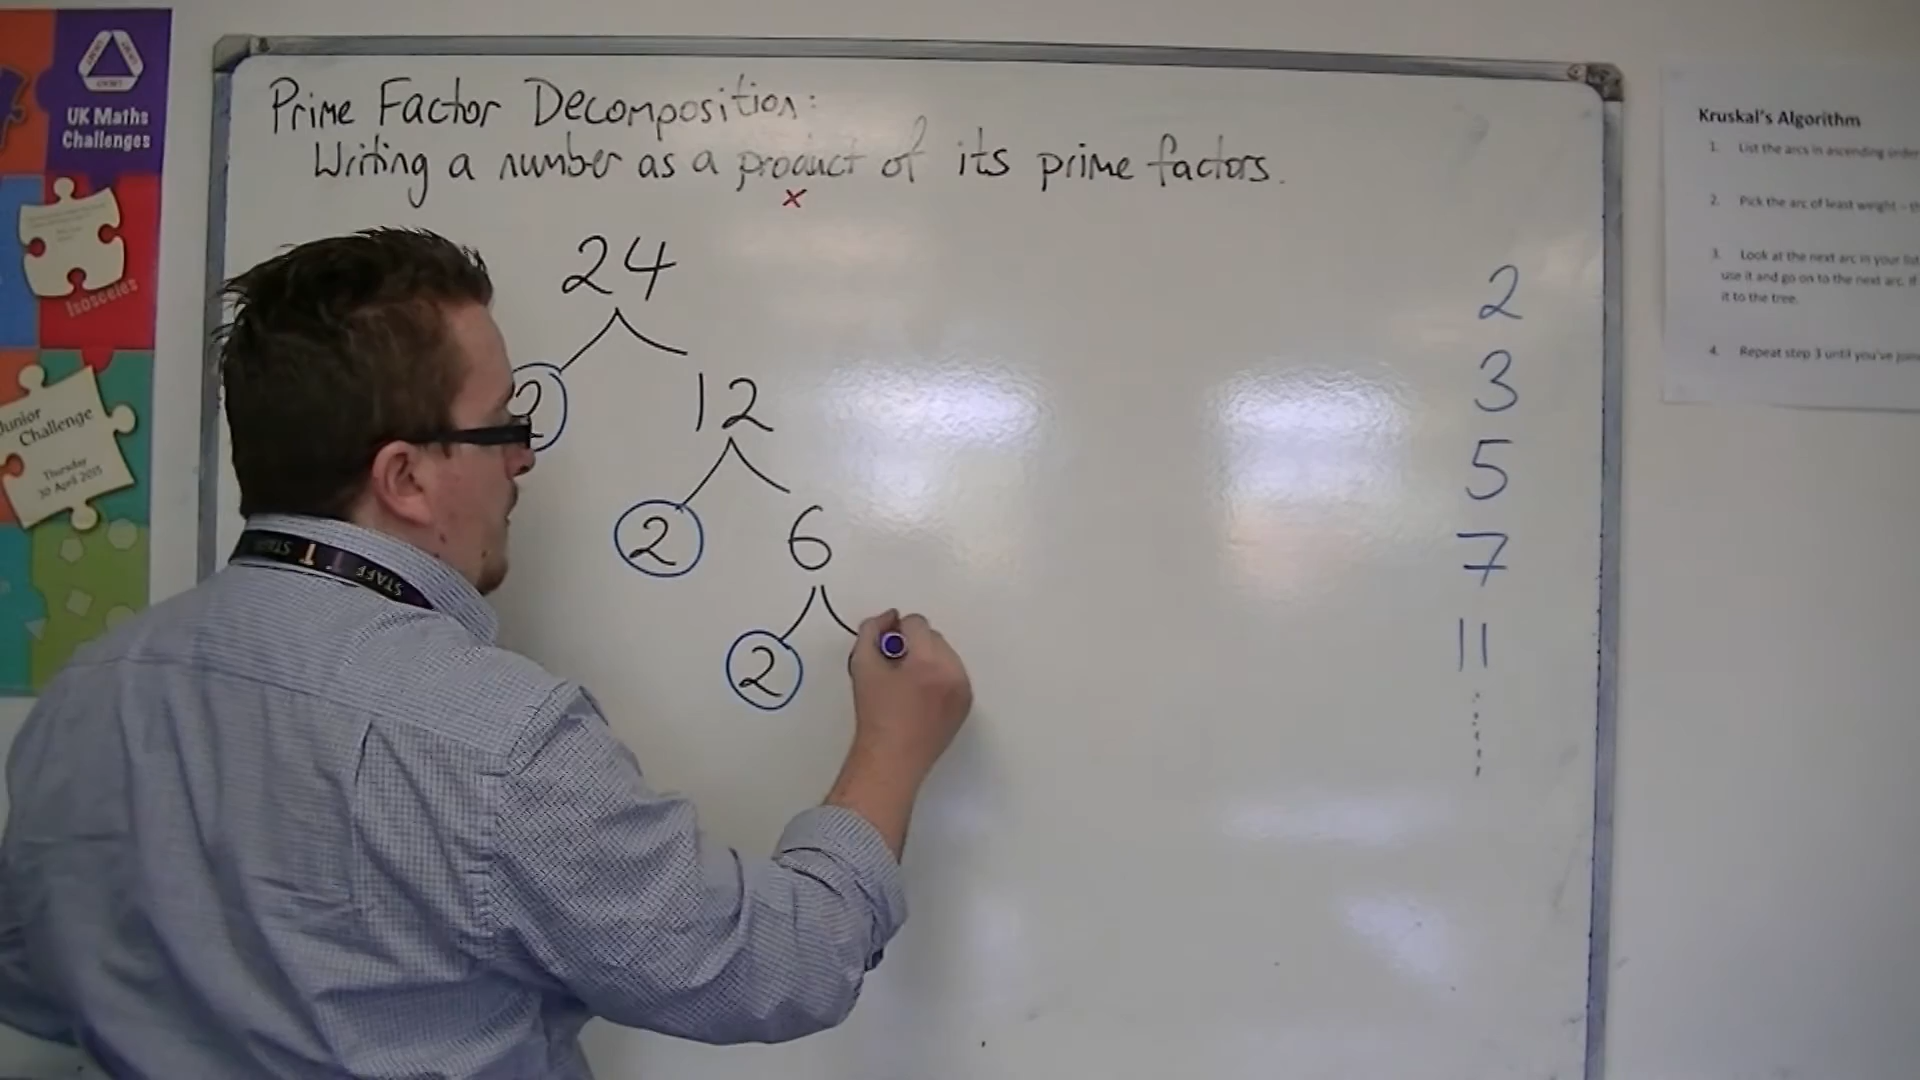 UK Maths
Challenges
Isosceles
Junior
Challenge
Thursday
30 April 2015
Prime Factor Decomposition:
Writing a number as a product of its prime factors.
x
24
2
12
2
6
2
2
3
5
7
11
STAFF
Kruskal's Algorithm
1. List the arcs in ascending order
2. Pick the arc of least weight –
3. Look at the next arc in your list
use it and go on to the next arc. If
it to the tree.
4. Repeat step 3 until you've